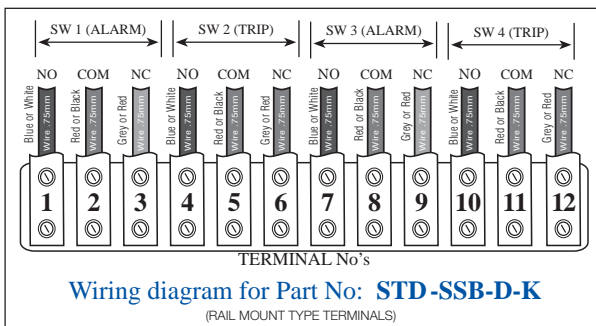 SW 1 (ALARM) SW 2 (TRIP) SW 3 (ALARM) SW 4 (TRIP)
NO COM NC NO COM NC NO COM NC NO COM NC
Blue or White
Wire .75mm
Red or Black
Wire .75mm
Grey or Red
Wire .75mm
Blue or White
Wire .75mm
Red or Black
Wire .75mm
Grey or Red
Wire .75mm
Blue or White
Wire .75mm
Red or Black
Wire .75mm
Grey or Red
Wire .75mm
Blue or White
Wire .75mm
Red or Black
Wire .75mm
Grey or Red
Wire .75mm
1 2 3 4 5 6 7 8 9 10 11 12
TERMINAL No's
Wiring diagram for Part No: STD-SSB-D-K
(RAIL MOUNT TYPE TERMINALS)